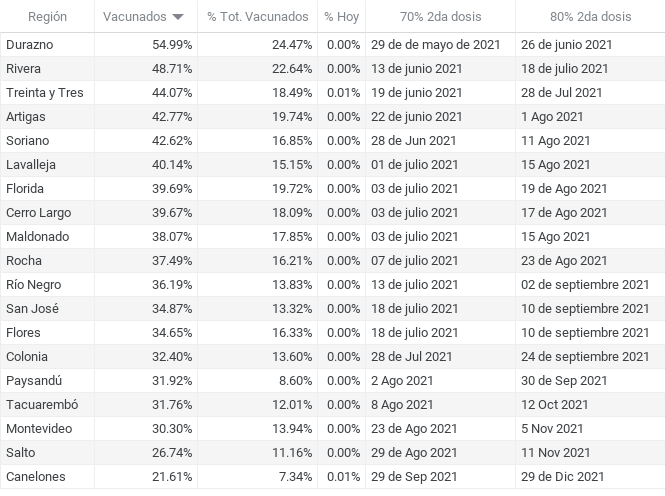 Región Vacunados % Tot. Vacunados % Hoy 70% 2da dosis 80% 2da dosis
Durazno 54.99% 24.47% 0.00% 29 de de mayo de 2021 26 de junio 2021
Rivera 48.71% 22.64% 0.00% 13 de junio 2021 18 de julio 2021
Treinta y Tres 44.07% 18.49% 0.01% 19 de junio 2021 28 de Jul 2021
Artigas 42.77% 19.74% 0.00% 22 de junio 2021 1 Ago 2021
Soriano 42.62% 16.85% 0.00% 28 de Jun 2021 11 Ago 2021
Lavalleja 40.14% 15.15% 0.00% 01 de julio 2021 15 Ago 2021
Florida 39.69% 19.72% 0.00% 03 de julio 2021 19 de Ago 2021
Cerro Largo 39.67% 18.09% 0.00% 03 de julio 2021 17 de Ago 2021
Maldonado 38.07% 17.85% 0.00% 03 de julio 2021 15 Ago 2021
Rocha 37.49% 16.21% 0.00% 07 de julio 2021 23 de Ago 2021
Río Negro 36.19% 13.83% 0.00% 13 de julio 2021 02 de septiembre 2021
San José 34.87% 13.32% 0.00% 18 de julio 2021 10 de septiembre 2021
Flores 34.65% 16.33% 0.00% 18 de julio 2021 10 de septiembre 2021
Colonia 32.40% 13.60% 0.00% 28 de Jul 2021 24 de septiembre 2021
Paysandú 31.92% 8.60% 0.00% 2 Ago 2021 30 de Sep 2021
Tacuarembó 31.76% 12.01% 0.00% 8 Ago 2021 12 Oct 2021
Montevideo 30.30% 13.94% 0.00% 23 de Ago 2021 5 Nov 2021
Salto 26.74% 11.16% 0.00% 29 de Ago 2021 11 Nov 2021
Canelones 21.61% 7.34% 0.01% 29 de Sep 2021 29 de Dic 2021